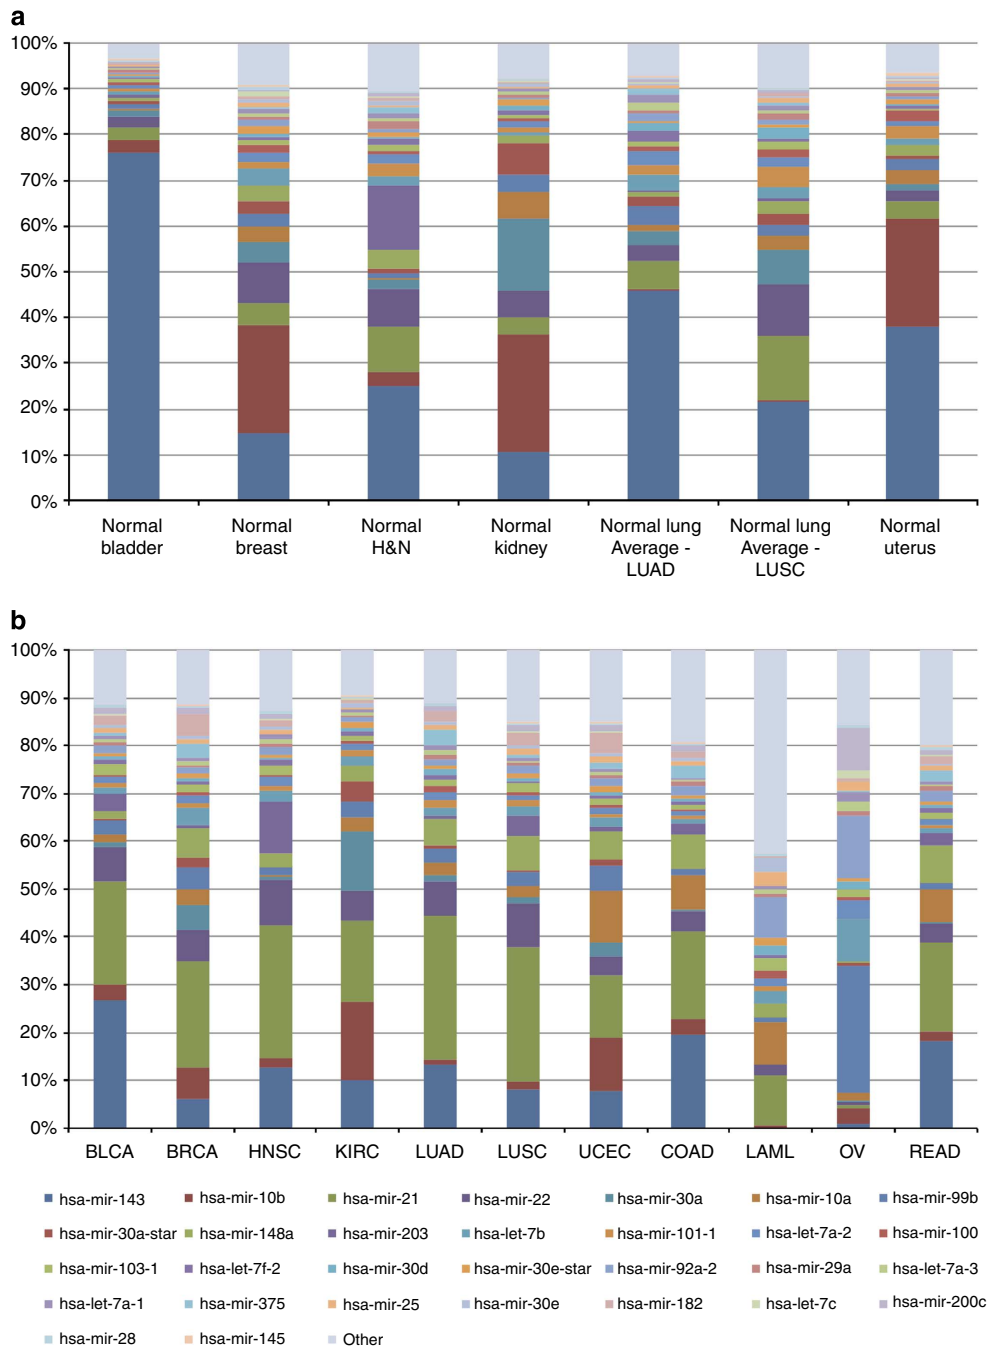 a
100%
90%
80%
70%
60%
50%
40%
30%
20%
10%
0%
Normal bladder
Normal breast
Normal H&N
Normal kidney
Normal lung Average - LUAD
Normal lung Average - LUSC
Normal uterus
b
100%
90%
80%
70%
60%
50%
40%
30%
20%
10%
0%
BLCA BRCA HNSC KIRC LUAD LUSC UCEC COAD LAML OV READ
hsa-mir-143 hsa-mir-10b hsa-mir-21 hsa-mir-22 hsa-mir-30a hsa-mir-10a hsa-mir-99b
hsa-mir-30a-star hsa-mir-148a hsa-mir-203 hsa-let-7b hsa-mir-101-1 hsa-let-7a-2 hsa-mir-100
hsa-mir-103-1 hsa-let-7f-2 hsa-mir-30d hsa-mir-30e-star hsa-mir-92a-2 hsa-mir-29a hsa-let-7a-3
hsa-let-7a-1 hsa-mir-375 hsa-mir-25 hsa-mir-30e hsa-mir-182 hsa-let-7c hsa-mir-200c
hsa-mir-28 hsa-mir-145 Other